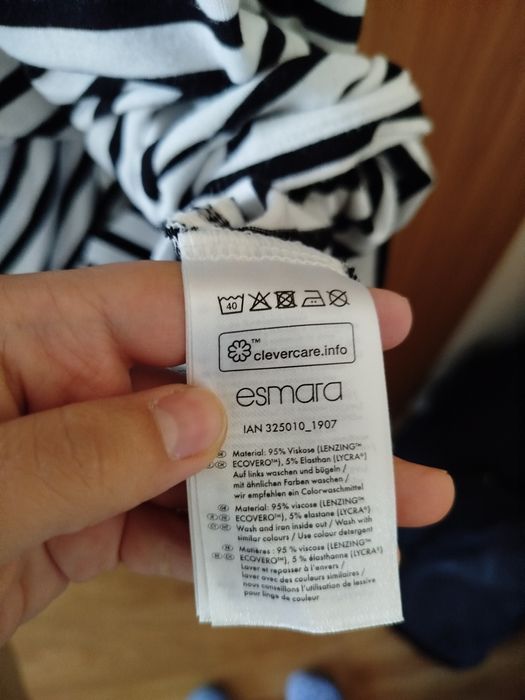 40
™
clevercare.info
esmara
IAN 325010_1907
Material: 95% Viskose (LENZING™
ECOVERO™), 5% Elasthan (LYCRA®)
Auf links waschen und bügeln /
mit ähnlichen Farben waschen /
wir empfehlen ein Colorwaschmittel
Material: 95% viscose (LENZING™
ECOVERO™), 5% elastane (LYCRA®)
Wash and iron inside out / Wash with
similar colours / Use colour detergent
Matières : 95 % viscose (LENZING™
ECOVERO™), 5 % élasthanne (LYCRA®)
Laver et repasser à l'envers /
laver avec des couleurs similaires /
nous conseillons l'utilisation de lessive
pour linge de couleur